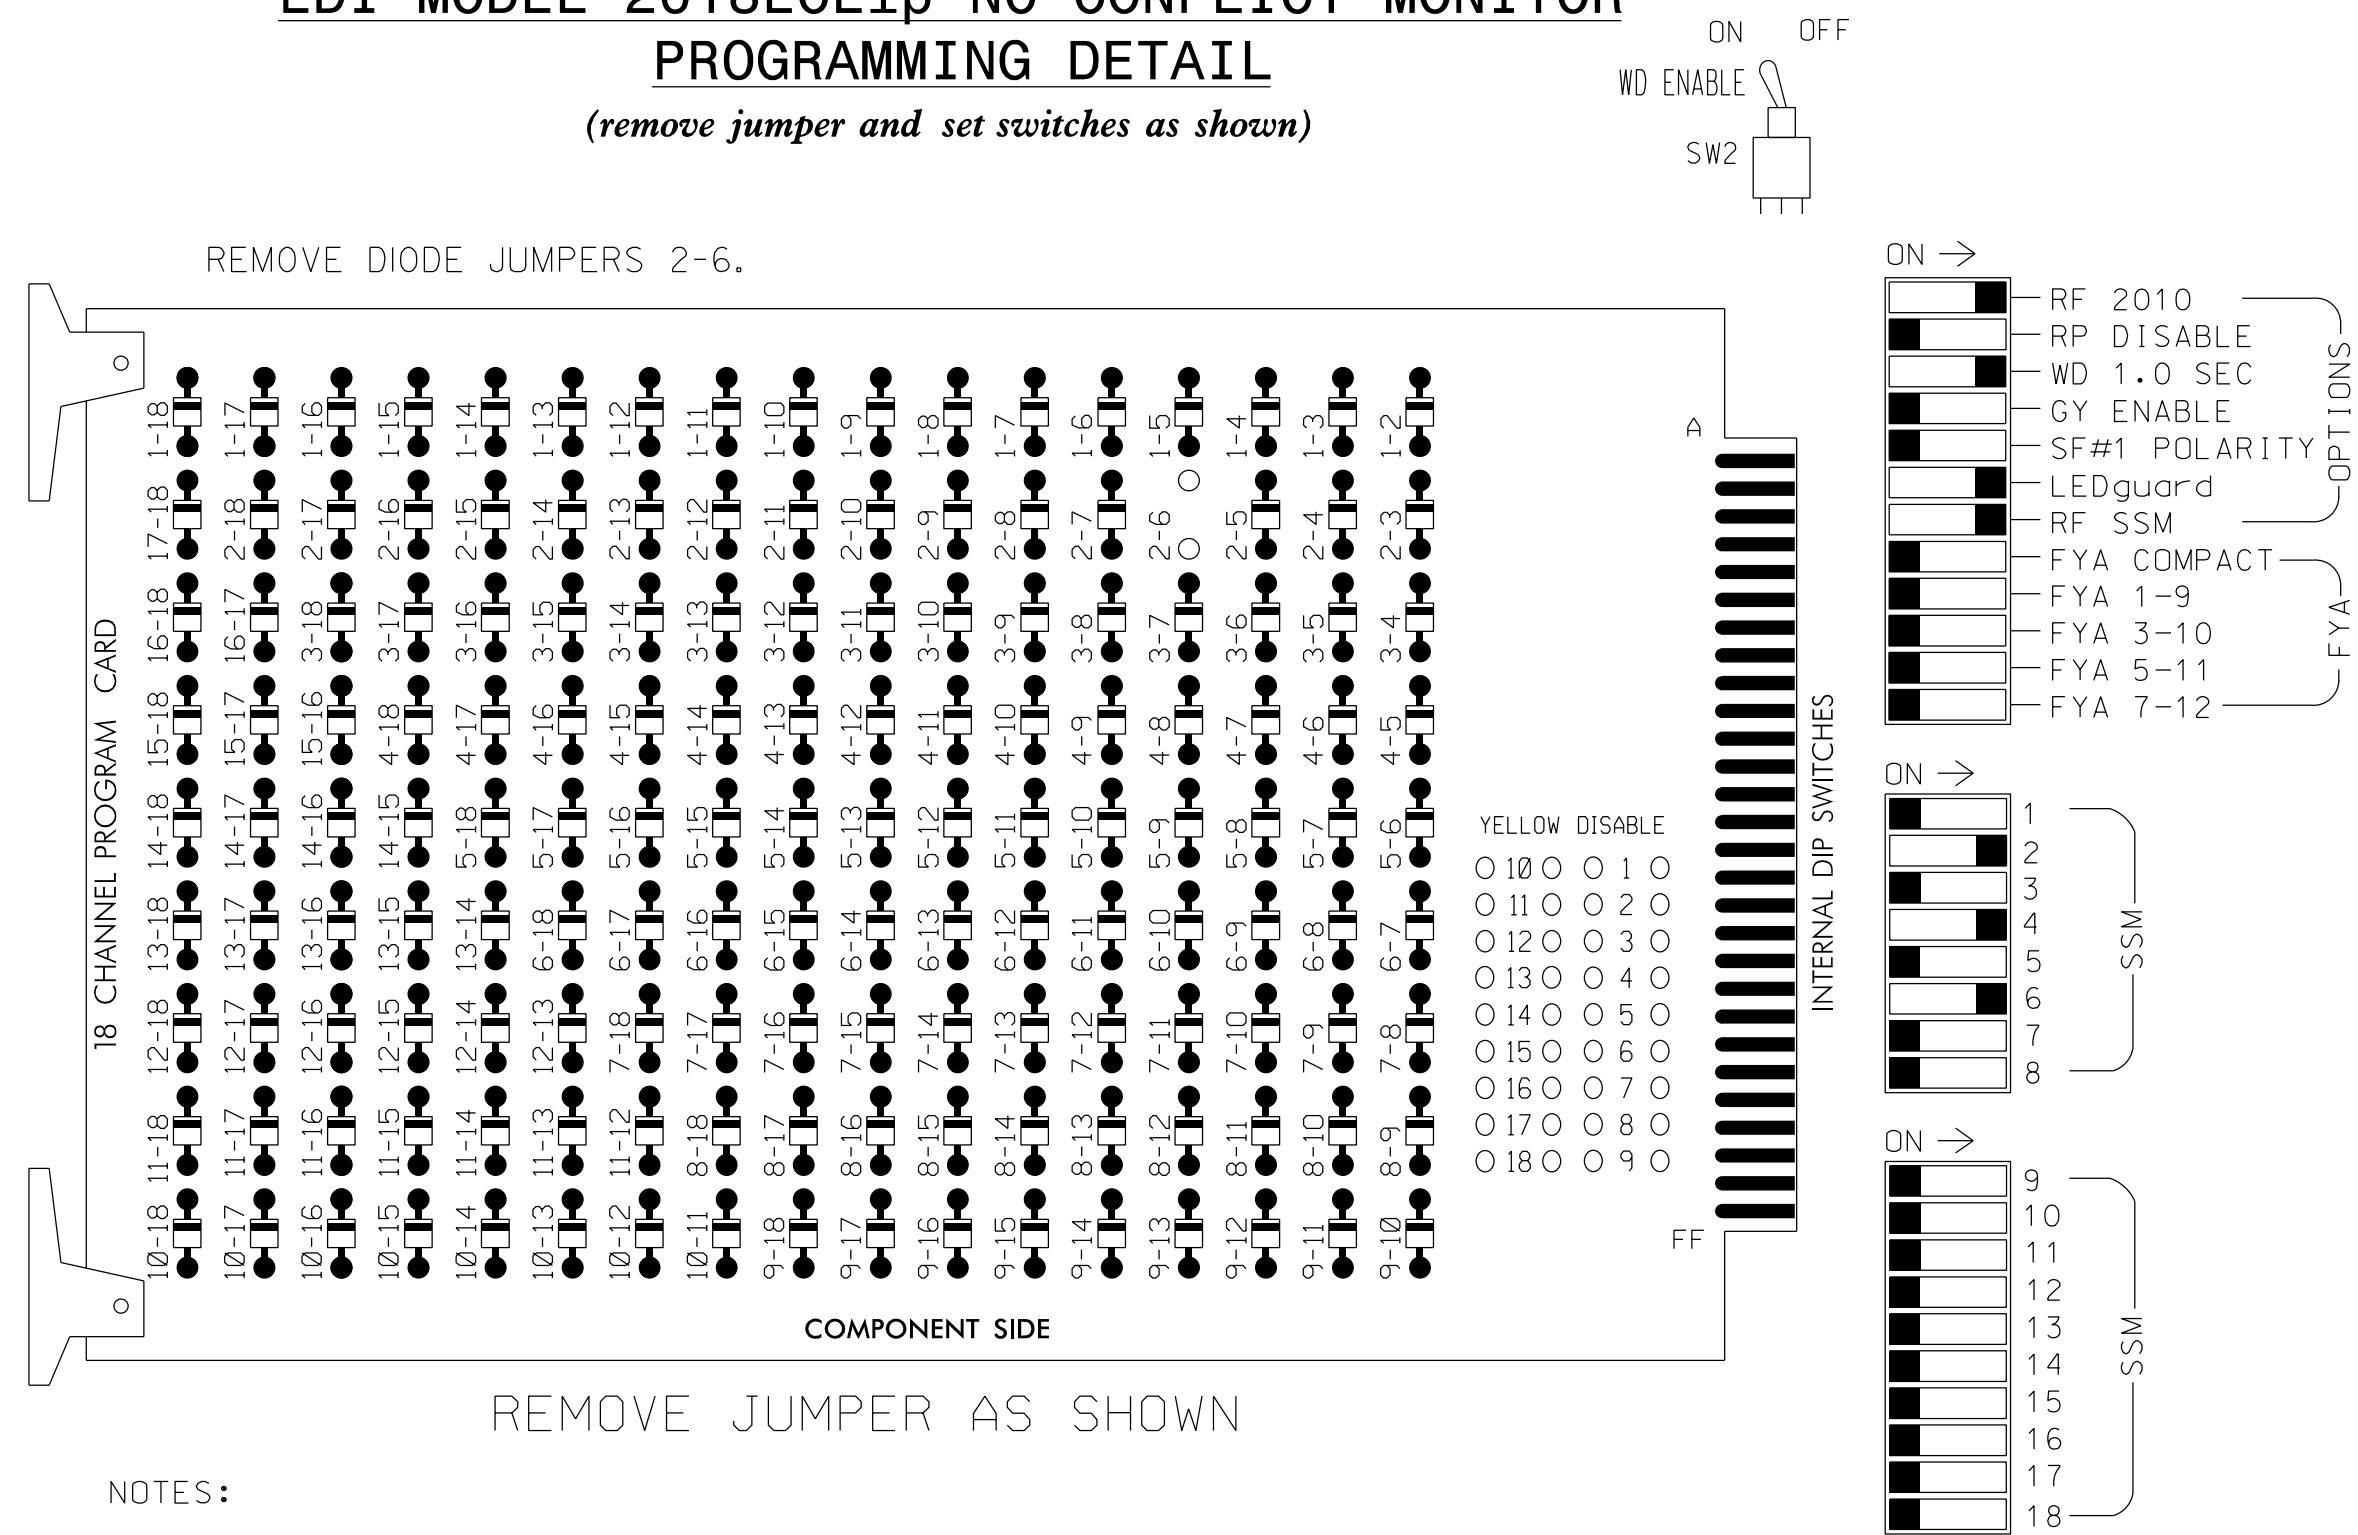 PROGRAMMING DETAIL
(remove jumper and set switches as shown)
ON OFF
WD ENABLE
SW2
REMOVE DIODE JUMPERS 2-6.
18 CHANNEL PROGRAM CARD
1-18 1-17 1-16 1-15 1-14 1-13 1-12 1-11 1-10 1-9 1-8 1-7 1-6 1-5 1-4 1-3 1-2
17-18 2-18 2-17 2-16 2-15 2-14 2-13 2-12 2-11 2-10 2-9 2-8 2-7 2-6 2-5 2-4 2-3
16-18 16-17 3-18 3-17 3-16 3-15 3-14 3-13 3-12 3-11 3-10 3-9 3-8 3-7 3-6 3-5 3-4
15-18 15-17 15-16 4-18 4-17 4-16 4-15 4-14 4-13 4-12 4-11 4-10 4-9 4-8 4-7 4-6 4-5
14-18 14-17 14-16 14-15 5-18 5-17 5-16 5-15 5-14 5-13 5-12 5-11 5-10 5-9 5-8 5-7 5-6
13-18 13-17 13-16 13-15 13-14 6-18 6-17 6-16 6-15 6-14 6-13 6-12 6-11 6-10 6-9 6-8 6-7
12-18 12-17 12-16 12-15 12-14 12-13 7-18 7-17 7-16 7-15 7-14 7-13 7-12 7-11 7-10 7-9 7-8
11-18 11-17 11-16 11-15 11-14 11-13 11-12 8-18 8-17 8-16 8-15 8-14 8-13 8-12 8-11 8-10 8-9
10-18 10-17 10-16 10-15 10-14 10-13 10-12 10-11 9-18 9-17 9-16 9-15 9-14 9-13 9-12 9-11 9-10
YELLOW DISABLE
10 1
11 2
12 3
13 4
14 5
15 6
16 7
17 8
18 9
A
FF
COMPONENT SIDE
INTERNAL DIP SWITCHES
ON
RF 2010
RP DISABLE
WD 1.0 SEC
GY ENABLE
SF#1 POLARITY
LEDguard
RF SSM
OPTIONS
FYA COMPACT
FYA 1-9
FYA 3-10
FYA 5-11
FYA 7-12
FYA
ON
1
2
3
4
5
6
7
8
SSM
ON
9
10
11
12
13
14
15
16
17
18
SSM
REMOVE JUMPER AS SHOWN
NOTES: